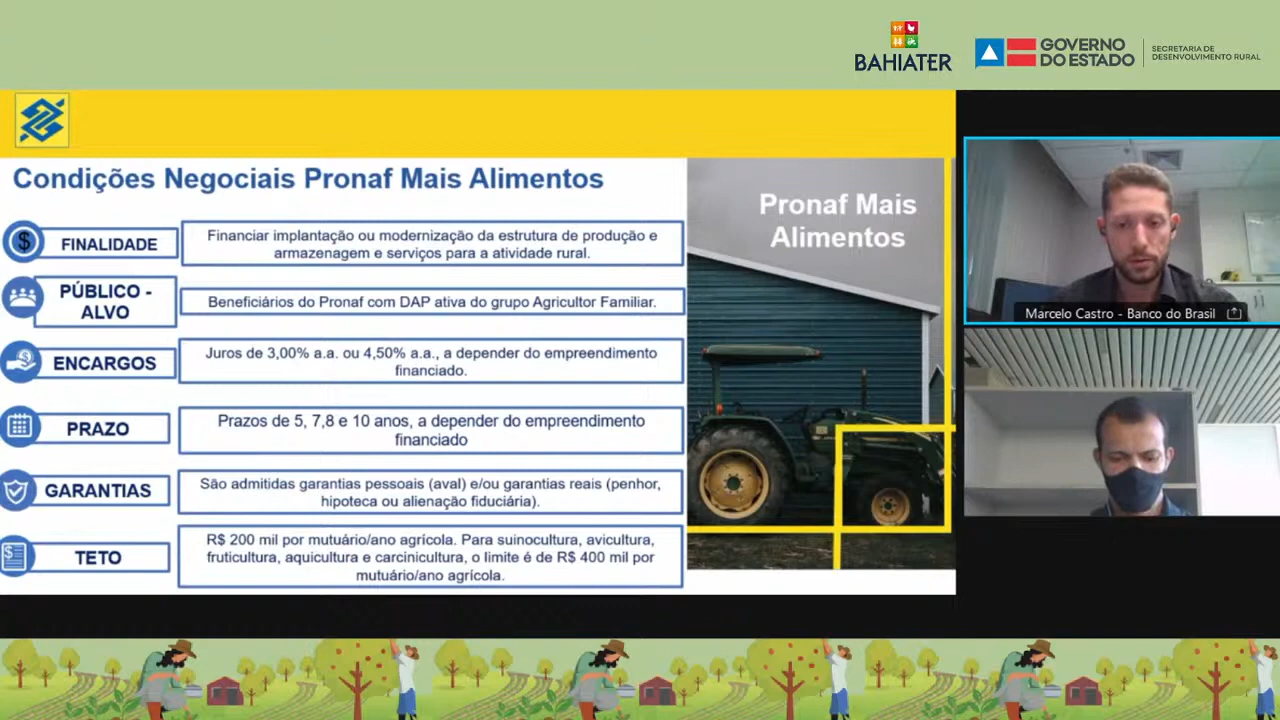 BAHIATER
GOVERNO
DO ESTADO
SECRETARIA DE
DESENVOLVIMENTO RURAL
Condições Negociais Pronaf Mais Alimentos
FINALIDADE
Financiar implantação ou modernização da estrutura de produção e
armazenagem e serviços para a atividade rural.
PÚBLICO -
ALVO
Beneficiários do Pronaf com DAP ativa do grupo Agricultor Familiar.
ENCARGOS
Juros de 3,00% a.a. ou 4,50% a.a., a depender do empreendimento
financiado.
PRAZO
Prazos de 5, 7,8 e 10 anos, a depender do empreendimento
financiado
GARANTIAS
São admitidas garantias pessoais (aval) e/ou garantias reais (penhor,
hipoteca ou alienação fiduciária).
TETO
R$ 200 mil por mutuário/ano agrícola. Para suinocultura, avicultura,
fruticultura, aquicultura e carcinicultura, o limite é de R$ 400 mil por
mutuário/ano agrícola.
Pronaf Mais
Alimentos
Marcelo Castro - Banco do Brasil